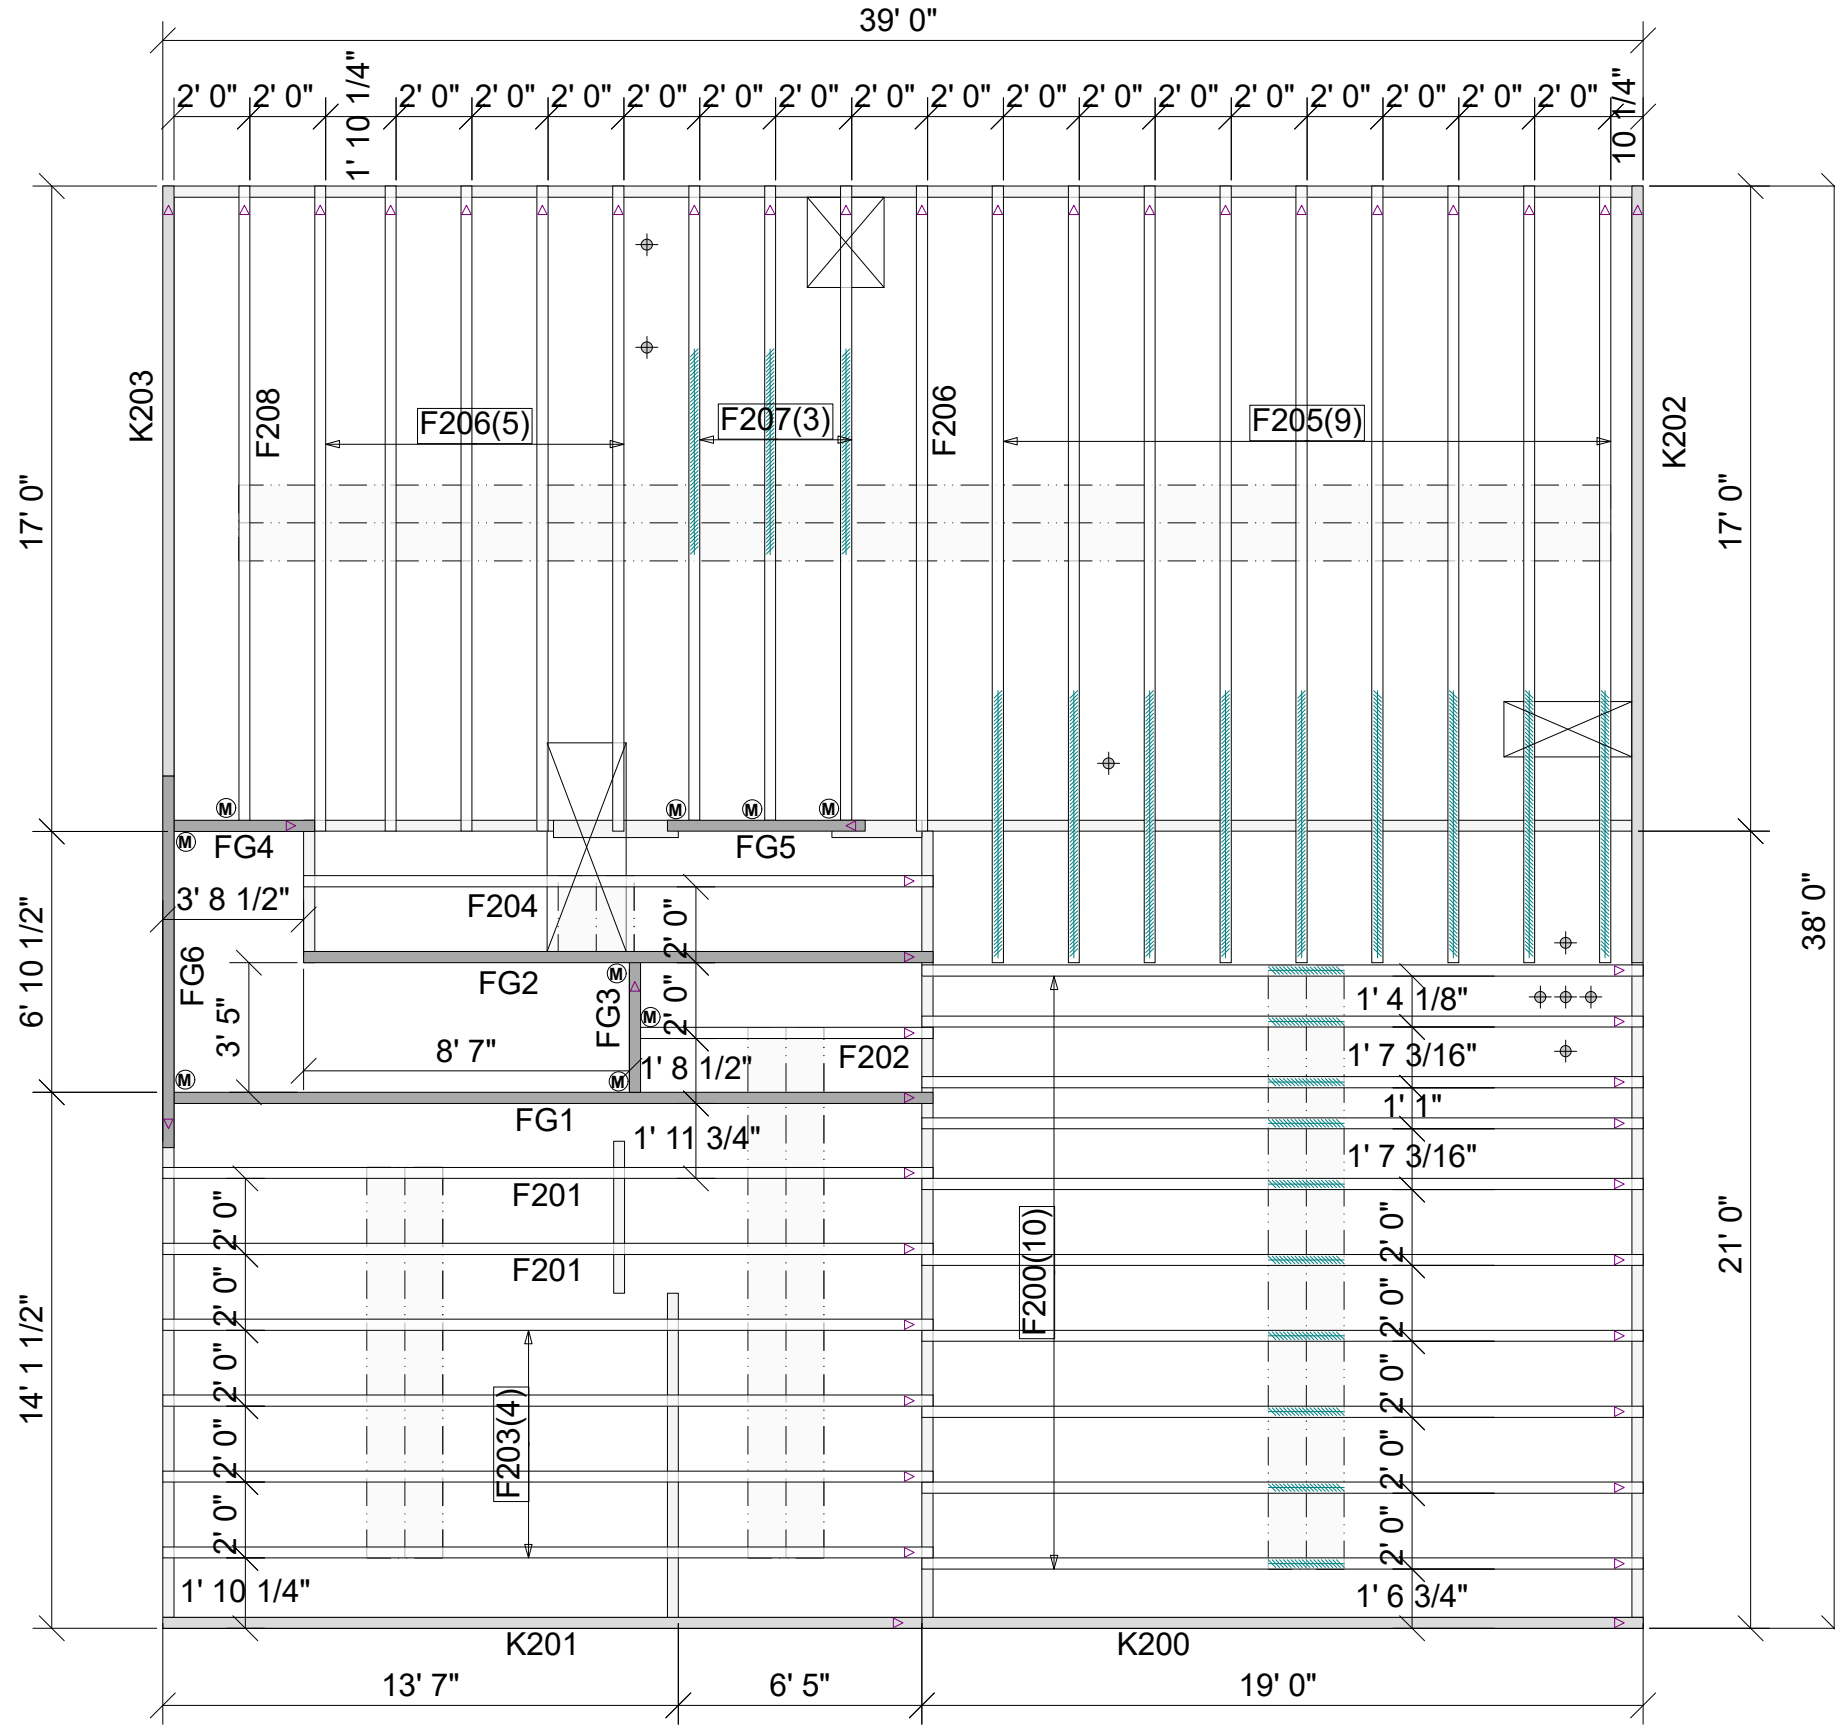 39' 0"
2' 0" 2' 0" 1' 10 1/4" 2' 0" 2' 0" 2' 0" 2' 0" 2' 0" 2' 0" 2' 0" 2' 0" 2' 0" 2' 0" 2' 0" 2' 0" 2' 0" 2' 0" 2' 0" 2' 0" 10 1/4"
K203
F208
F206(5)
F207(3)
F206
F205(9)
K202
17' 0"
17' 0"
M
M M M
M
FG4
FG5
3' 8 1/2"
F204
2' 0"
38' 0"
6' 10 1/2"
FG6
FG2
M
FG3
2' 0"
M
1' 4 1/8"
3' 5"
8' 7"
F202
1' 7 3/16"
M
M
1' 8 1/2"
1' 1"
FG1
1' 11 3/4"
1' 7 3/16"
F201
2' 0"
F201
2' 0"
F200(10)
2' 0"
2' 0"
21' 0"
14' 1 1/2"
2' 0"
F203(4)
2' 0"
2' 0"
2' 0"
2' 0"
2' 0"
1' 10 1/4"
1' 6 3/4"
K201
K200
13' 7"
6' 5"
19' 0"